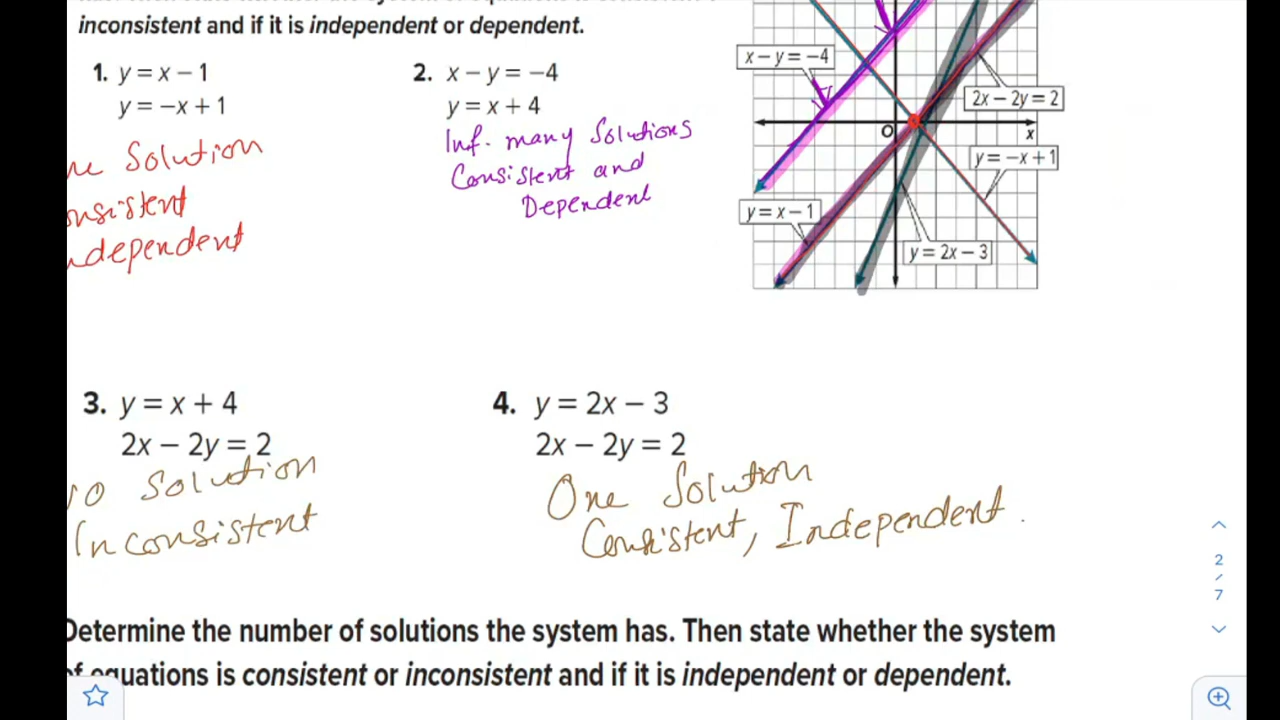 inconsistent and if it is independent or dependent.
1. y = x − 1
y = −x + 1
2. x − y = −4
y = x + 4
Solution
Inf. many Solutions
Consistent and
Dependent
x − y = −4
2x − 2y = 2
O
x
y = −x + 1
y = x − 1
y = 2x − 3
3. y = x + 4
2x − 2y = 2
Solution
Inconsistent
4. y = 2x − 3
2x − 2y = 2
One Solution
Consistent, Independent.
Determine the number of solutions the system has. Then state whether the system
of equations is consistent or inconsistent and if it is independent or dependent.
2
/
7